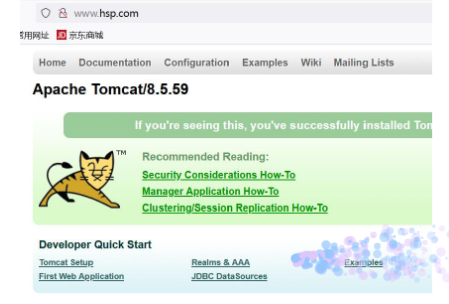 www.hsp.com
用网址 JD 京东商城
Home Documentation Configuration Examples Wiki Mailing Lists
Apache Tomcat/8.5.59
If you're seeing this, you've successfully installed
TM
Recommended Reading:
Security Considerations How-To
Manager Application How-To
Clustering/Session Replication How-To
Developer Quick Start
Tomcat Setup Realms & AAA Examples
First Web Application JDBC DataSources